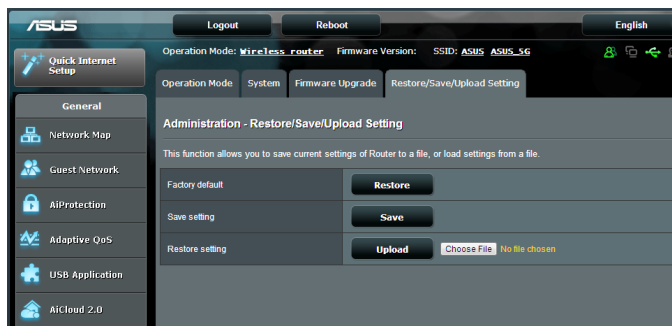 ASUS
Logout
Reboot
English
Quick Internet
Setup
Operation Mode: Wireless router Firmware Version: SSID: ASUS ASUS_5G
Operation Mode
System
Firmware Upgrade
Restore/Save/Upload Setting
General
Network Map
Guest Network
AiProtection
Adaptive QoS
USB Application
AiCloud 2.0
Administration - Restore/Save/Upload Setting
This function allows you to save current settings of Router to a file, or load settings from a file.
Factory default
Restore
Save setting
Save
Restore setting
Upload
Choose File No file chosen